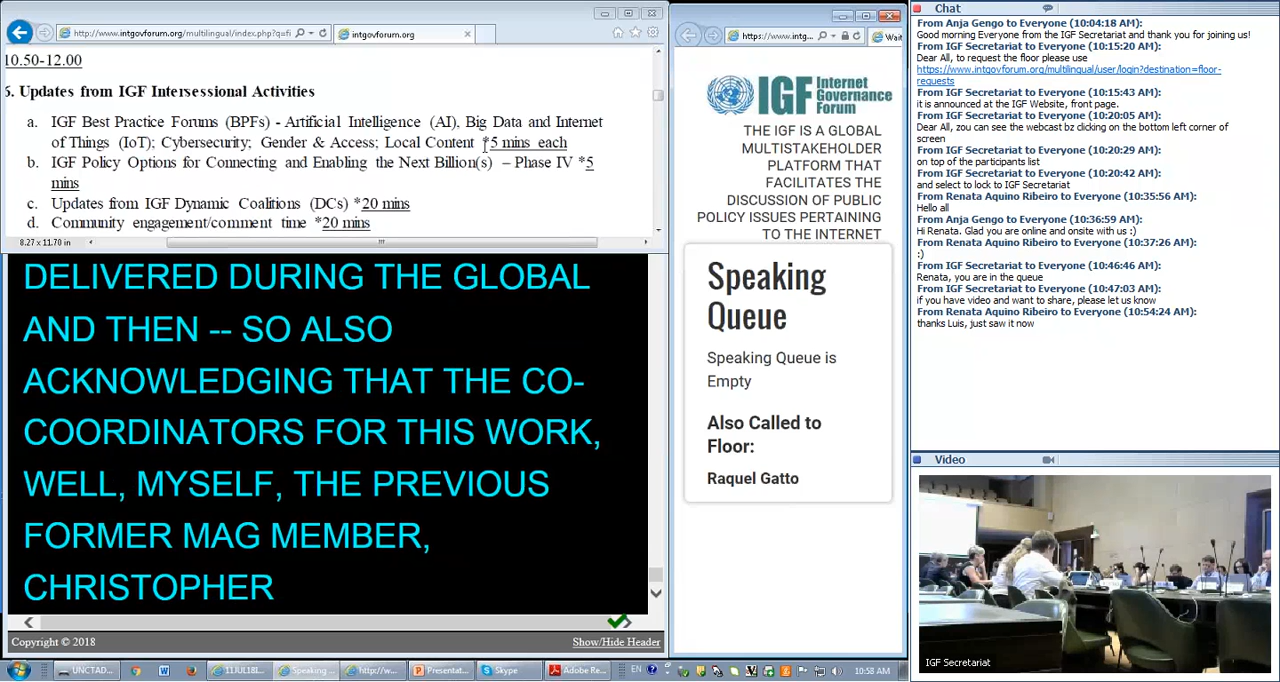 http://www.intgovforum.org/multilingual/index.php?q=fi
intgovforum.org
10.50-12.00
6. Updates from IGF Intersessional Activities
a. IGF Best Practice Forums (BPFs) - Artificial Intelligence (AI), Big Data and Internet
of Things (IoT); Cybersecurity; Gender & Access; Local Content *5 mins each
b. IGF Policy Options for Connecting and Enabling the Next Billion(s) – Phase IV *5
mins
c. Updates from IGF Dynamic Coalitions (DCs) *20 mins
d. Community engagement/comment time *20 mins
8.27 x 11.70 in
DELIVERED DURING THE GLOBAL
AND THEN -- SO ALSO
ACKNOWLEDGING THAT THE CO-
COORDINATORS FOR THIS WORK,
WELL, MYSELF, THE PREVIOUS
FORMER MAG MEMBER,
CHRISTOPHER
Copyright © 2018
Show/Hide Header
https://www.intg...
Wait
IGF Internet
Governance
Forum
THE IGF IS A GLOBAL
MULTISTAKEHOLDER
PLATFORM THAT
FACILITATES THE
DISCUSSION OF PUBLIC
POLICY ISSUES PERTAINING
TO THE INTERNET
Speaking
Queue
Speaking Queue is
Empty
Also Called to
Floor:
Raquel Gatto
Chat
From Anja Gengo to Everyone (10:04:18 AM):
Good morning Everyone from the IGF Secretariat and thank you for joining us!
From IGF Secretariat to Everyone (10:15:20 AM):
Dear All, to request the floor please use
https://www.intgovforum.org/multilingual/user/login?destination=floor-
requests
From IGF Secretariat to Everyone (10:15:43 AM):
it is announced at the IGF Website, front page.
From IGF Secretariat to Everyone (10:20:05 AM):
Dear All, zou can see the webcast bz clicking on the bottom left corner of
screen
From IGF Secretariat to Everyone (10:20:29 AM):
on top of the participants list
From IGF Secretariat to Everyone (10:20:42 AM):
and select to lock to IGF Secretariat
From Renata Aquino Ribeiro to Everyone (10:35:56 AM):
Hello all
From Anja Gengo to Everyone (10:36:59 AM):
Hi Renata. Glad you are online and onsite with us :)
From Renata Aquino Ribeiro to Everyone (10:37:26 AM):
:)
From IGF Secretariat to Everyone (10:46:46 AM):
Renata, you are in the queue
From IGF Secretariat to Everyone (10:47:03 AM):
if you have video and want to share, please let us know
From Renata Aquino Ribeiro to Everyone (10:54:24 AM):
thanks Luis, just saw it now
Video
IGF Secretariat
UNCTAD...
11JUL18I...
Speaking ...
http://w...
Presentat...
Skype
Adobe Re...
EN
10:58 AM